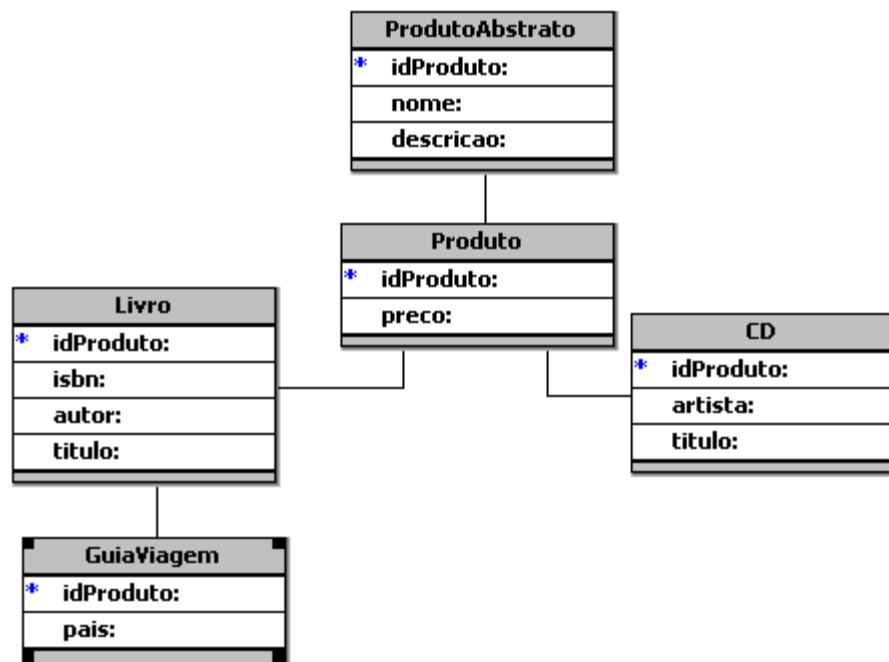 ProdutoAbstrato
* idProduto:
nome:
descricao:
Produto
* idProduto:
preco:
Livro
* idProduto:
isbn:
autor:
titulo:
CD
* idProduto:
artista:
titulo:
GuiaViagem
* idProduto:
pais: